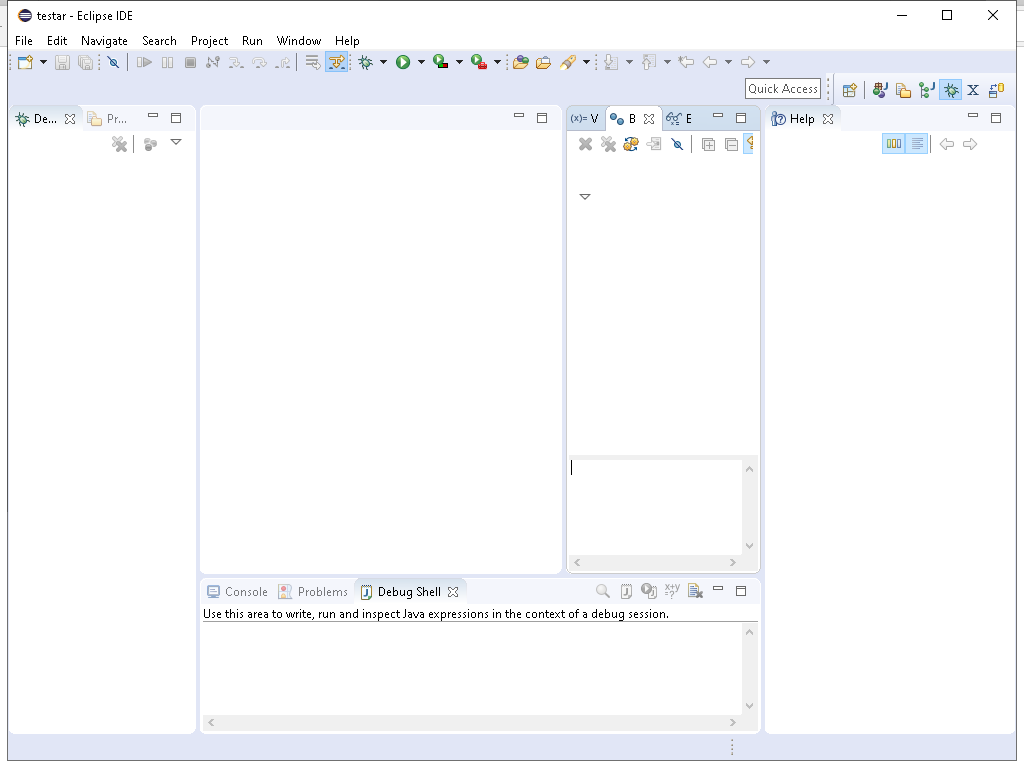 testar - Eclipse IDE
File Edit Navigate Search Project Run Window Help
Quick Access
De... Pr... (x)= V B E Help
Console Problems Debug Shell
Use this area to write, run and inspect Java expressions in the context of a debug session.